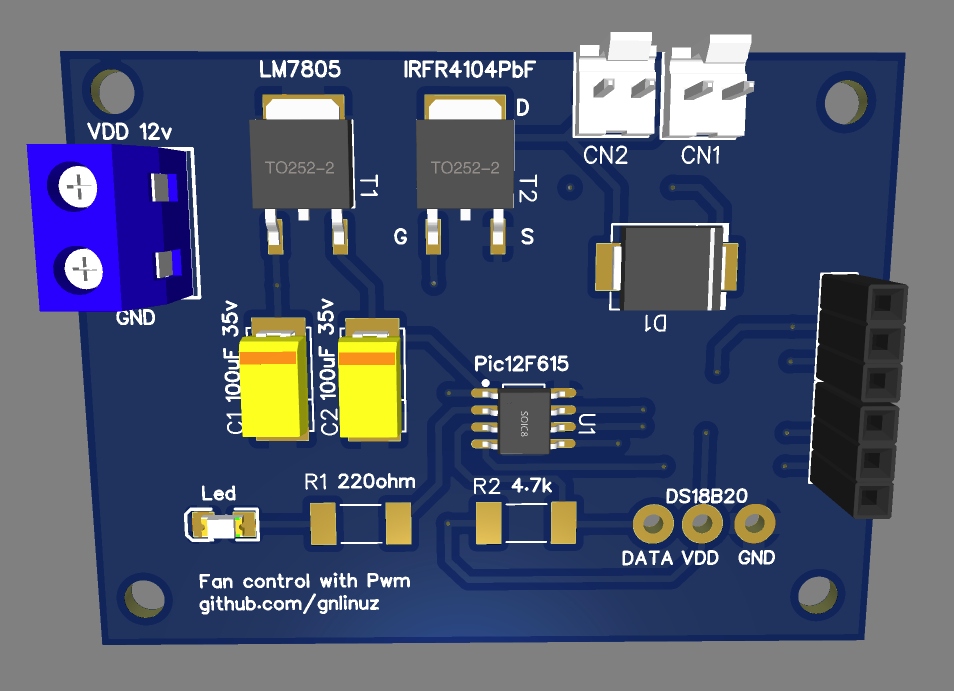 LM7805
IRFR4104PbF
D
VDD 12v
CN2
CN1
TO252-2
TO252-2
T1
T2
G
S
GND
D1
C1 100uF 35v
C2 100uF 35v
Pic12F615
SOIC8
U1
Led
R1 220ohm
R2 4.7k
DS18B20
DATA VDD GND
Fan control with Pwm
github.com/gnlinuz